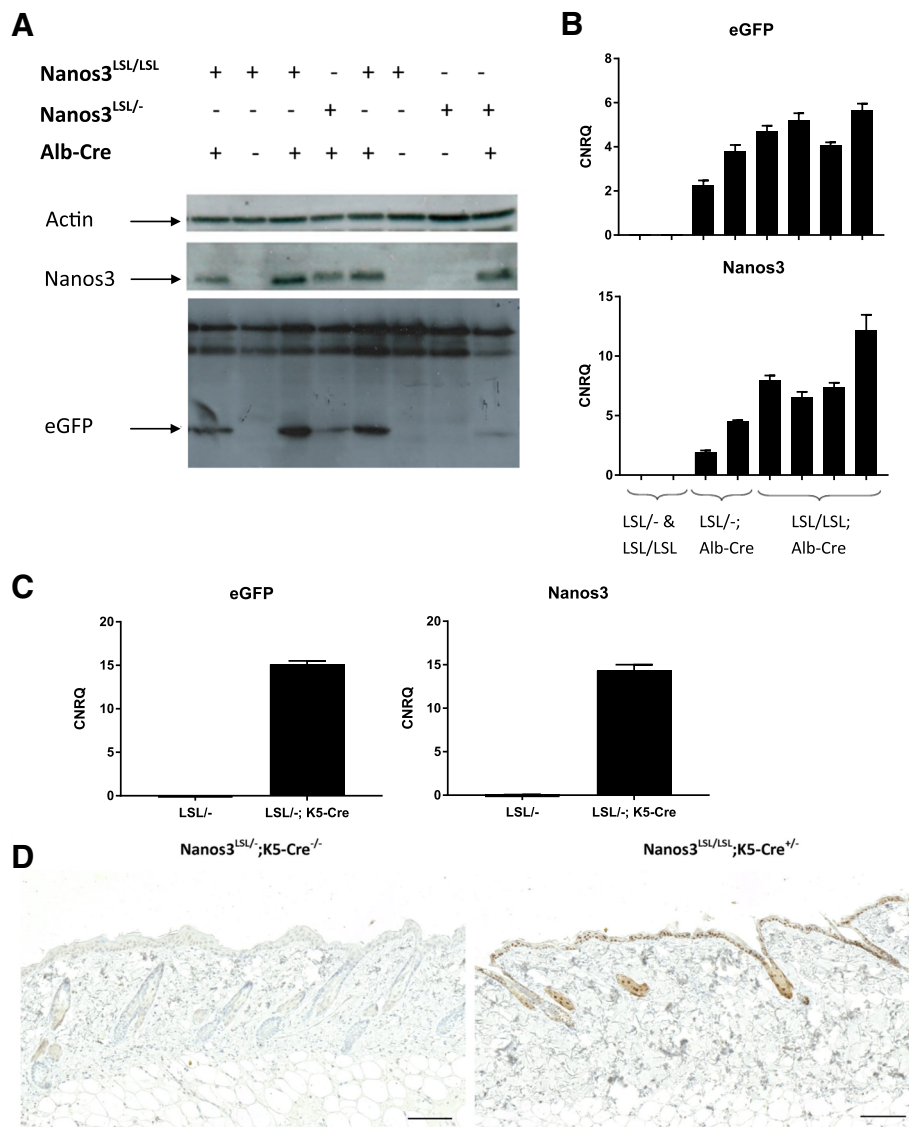 A
Nanos3LSL/LSL + + + - + + - -
Nanos3LSL/- - - - + - - + +
Alb-Cre + - + + + - - +
Actin
Nanos3
eGFP
B
eGFP
CNRQ
8
6
4
2
0
Nanos3
CNRQ
15
10
5
0
LSL/- &
LSL/LSL
LSL/-;
Alb-Cre
LSL/LSL;
Alb-Cre
C
eGFP
CNRQ
20
15
10
5
0
LSL/-
LSL/-; K5-Cre
Nanos3
CNRQ
20
15
10
5
0
LSL/-
LSL/-; K5-Cre
D
Nanos3LSL/-;K5-Cre-/-
Nanos3LSL/LSL;K5-Cre+/-